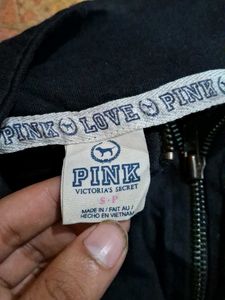 PINK LOVE PINK
PINK
VICTORIA'S SECRET
S·P
MADE IN / FAIT AU /
HECHO EN VIETNAM